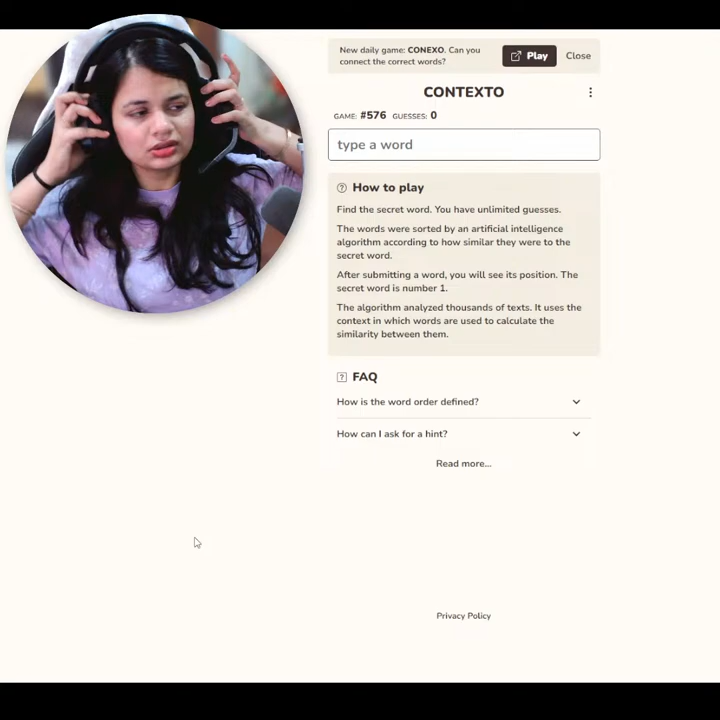 New daily game: CONEXO. Can you
connect the correct words?
Play
Close
CONTEXTO
GAME: #576 GUESSES: 0
type a word
? How to play
Find the secret word. You have unlimited guesses.
The words were sorted by an artificial intelligence
algorithm according to how similar they were to the
secret word.
After submitting a word, you will see its position. The
secret word is number 1.
The algorithm analyzed thousands of texts. It uses the
context in which words are used to calculate the
similarity between them.
? FAQ
How is the word order defined?
How can I ask for a hint?
Read more...
Privacy Policy